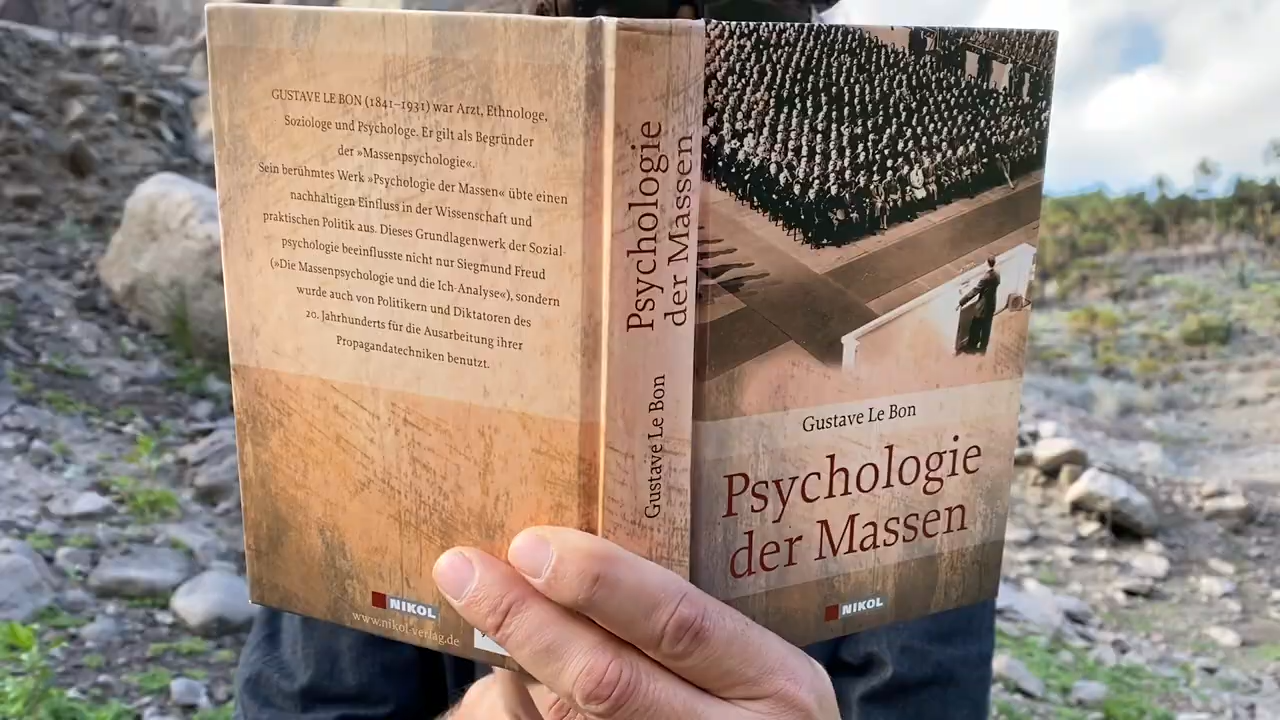 GUSTAVE LE BON (1841–1931) war Arzt, Ethnologe,
Soziologe und Psychologe. Er gilt als Begründer
der »Massenpsychologie«.
Sein berühmtes Werk »Psychologie der Massen« übte einen
nachhaltigen Einfluss in der Wissenschaft und
praktischen Politik aus. Dieses Grundlagenwerk der Sozial-
psychologie beeinflusste nicht nur Siegmund Freud
(»Die Massenpsychologie und die Ich-Analyse«), sondern
wurde auch von Politikern und Diktatoren des
20. Jahrhunderts für die Ausarbeitung ihrer
Propagandatechniken benutzt.
NIKOL
www.nikol-verlag.de
Psychologie
der Massen
Gustave Le Bon
Gustave Le Bon
Psychologie
der Massen
NIKOL